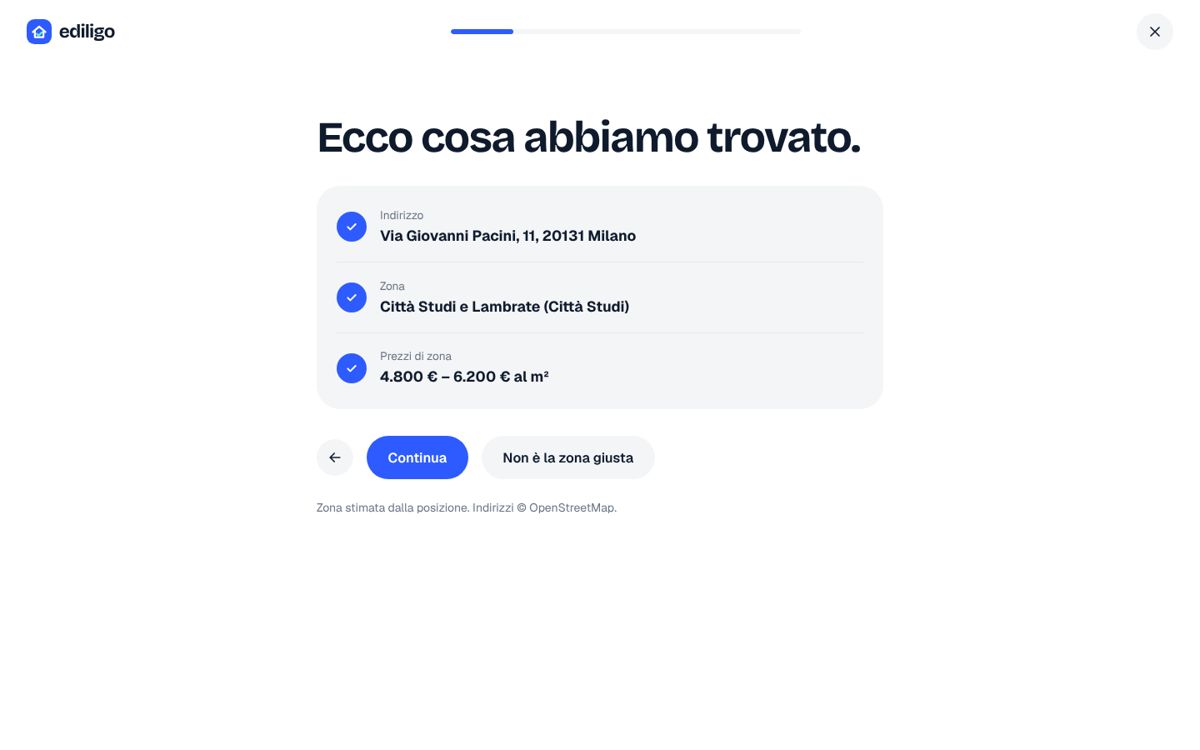 ediligo
Ecco cosa abbiamo trovato.
Indirizzo
Via Giovanni Pacini, 11, 20131 Milano
Zona
Città Studi e Lambrate (Città Studi)
Prezzi di zona
4.800 € – 6.200 € al m²
Continua
Non è la zona giusta
Zona stimata dalla posizione. Indirizzi © OpenStreetMap.